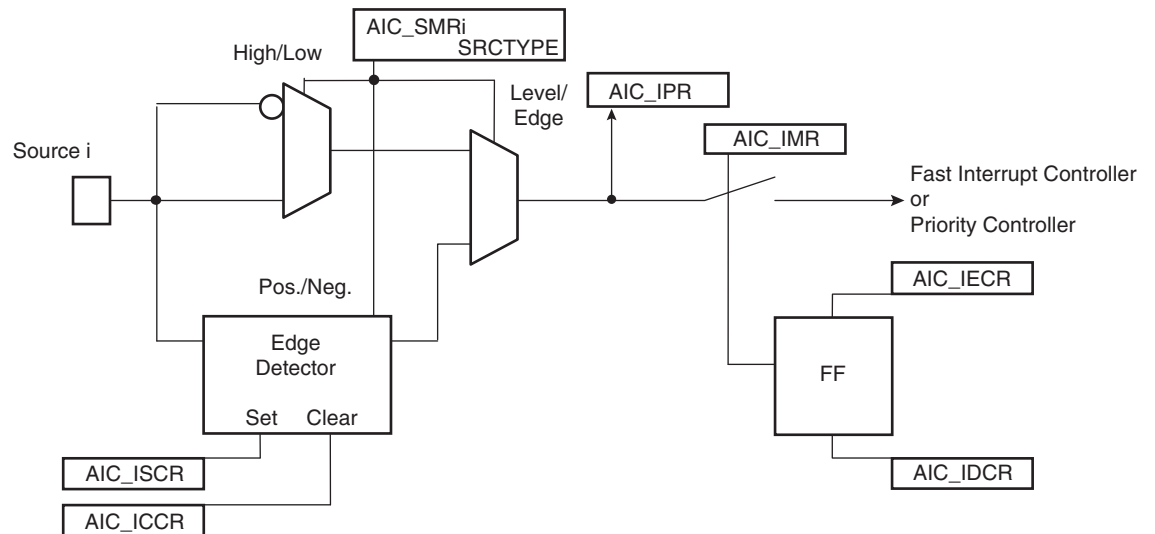 AIC_SMRi
SRCTYPE
High/Low
Level/
Edge
AIC_IPR
AIC_IMR
Source i
Fast Interrupt Controller
or
Priority Controller
Pos./Neg.
AIC_IECR
Edge
Detector
FF
Set Clear
AIC_ISCR
AIC_IDCR
AIC_ICCR